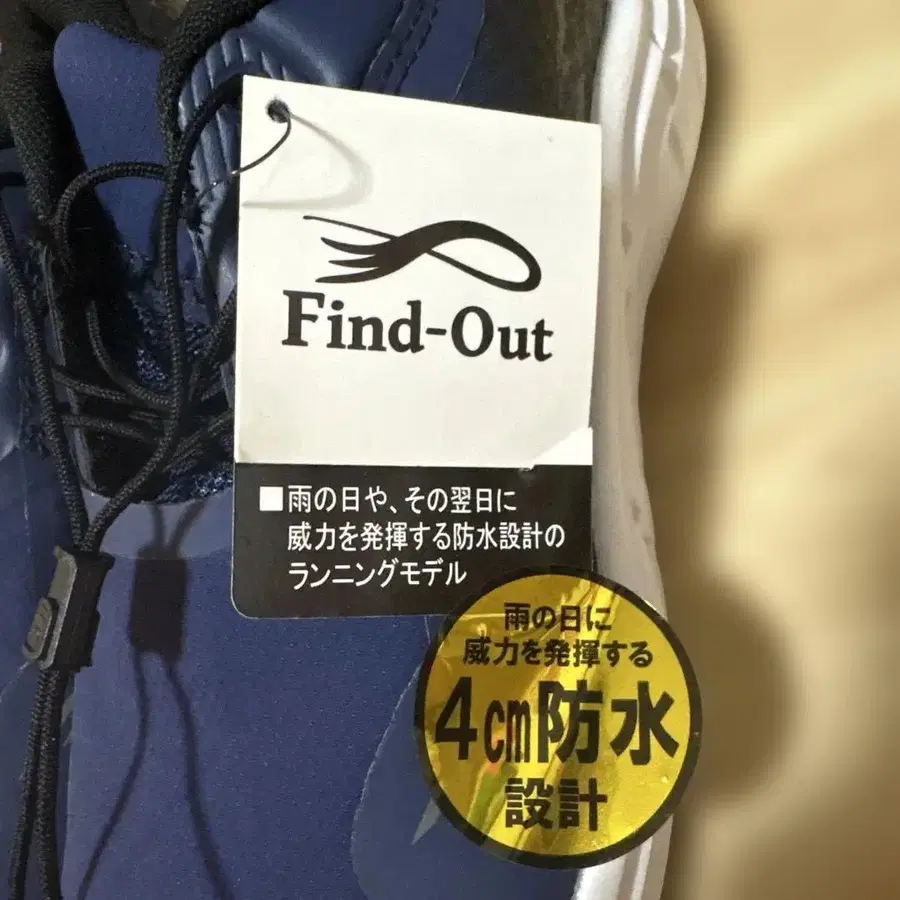 Find-Out
■雨の日や、その翌日に
威力を発揮する防水設計の
ランニングモデル
雨の日に
威力を発揮する
4cm防水
設計